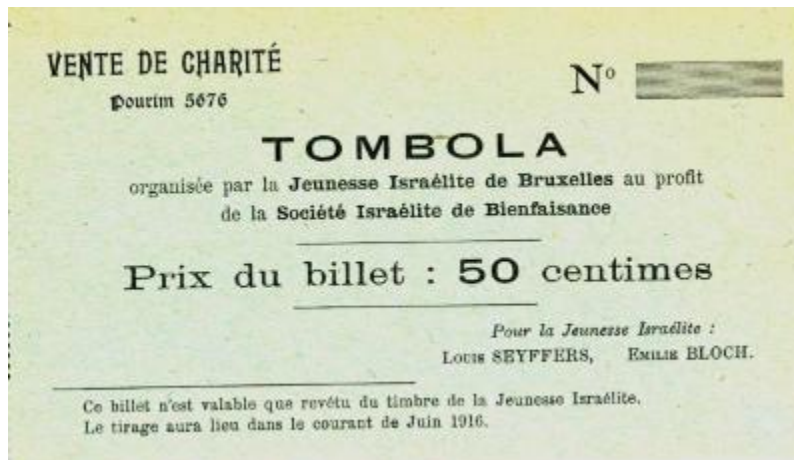 VENTE DE CHARITÉ
Pourim 5676
Nº
TOMBOLA
organisée par la Jeunesse Israélite de Bruxelles au profit
de la Société Israélite de Bienfaisance
Prix du billet : 50 centimes
Pour la Jeunesse Israélite :
Louis SEYFFERS, Emilie BLOCH.
Ce billet n'est valable que revêtu du timbre de la Jeunesse Israélite.
Le tirage aura lieu dans le courant de Juin 1916.